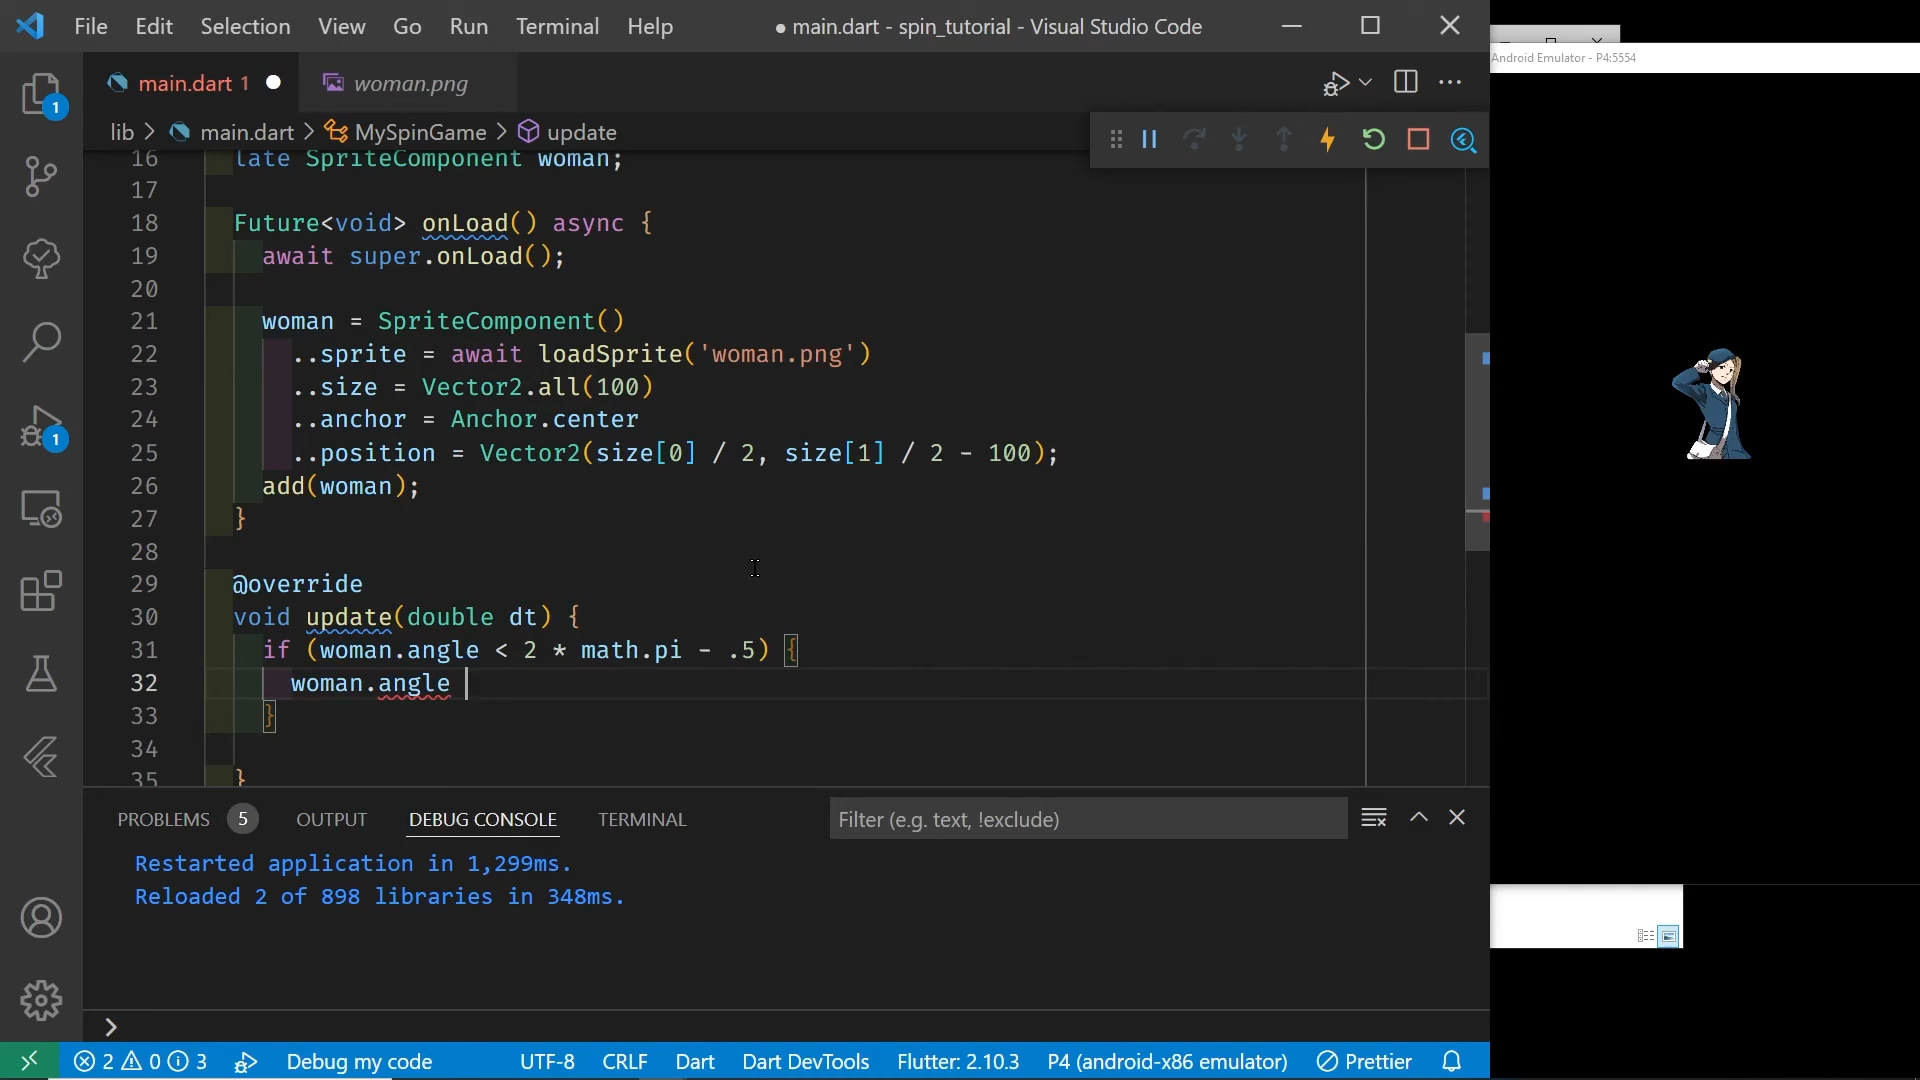 File Edit Selection View Go Run Terminal Help
● main.dart - spin_tutorial - Visual Studio Code
main.dart 1
woman.png
lib > main.dart > MySpinGame > update
Android Emulator - P4:5554
16 late SpriteComponent woman;
17
18 Future<void> onLoad() async {
19 await super.onLoad();
20
21 woman = SpriteComponent()
22 ..sprite = await loadSprite('woman.png')
23 ..size = Vector2.all(100)
24 ..anchor = Anchor.center
25 ..position = Vector2(size[0] / 2, size[1] / 2 - 100);
26 add(woman);
27 }
28
29 @override
30 void update(double dt) {
31 if (woman.angle < 2 * math.pi - .5) {
32 woman.angle
33 }
34
35 }
1
1
PROBLEMS 5 OUTPUT DEBUG CONSOLE TERMINAL
Filter (e.g. text, !exclude)
Restarted application in 1,299ms.
Reloaded 2 of 898 libraries in 348ms.
>
2 0 3 Debug my code UTF-8 CRLF Dart Dart DevTools Flutter: 2.10.3 P4 (android-x86 emulator) Prettier